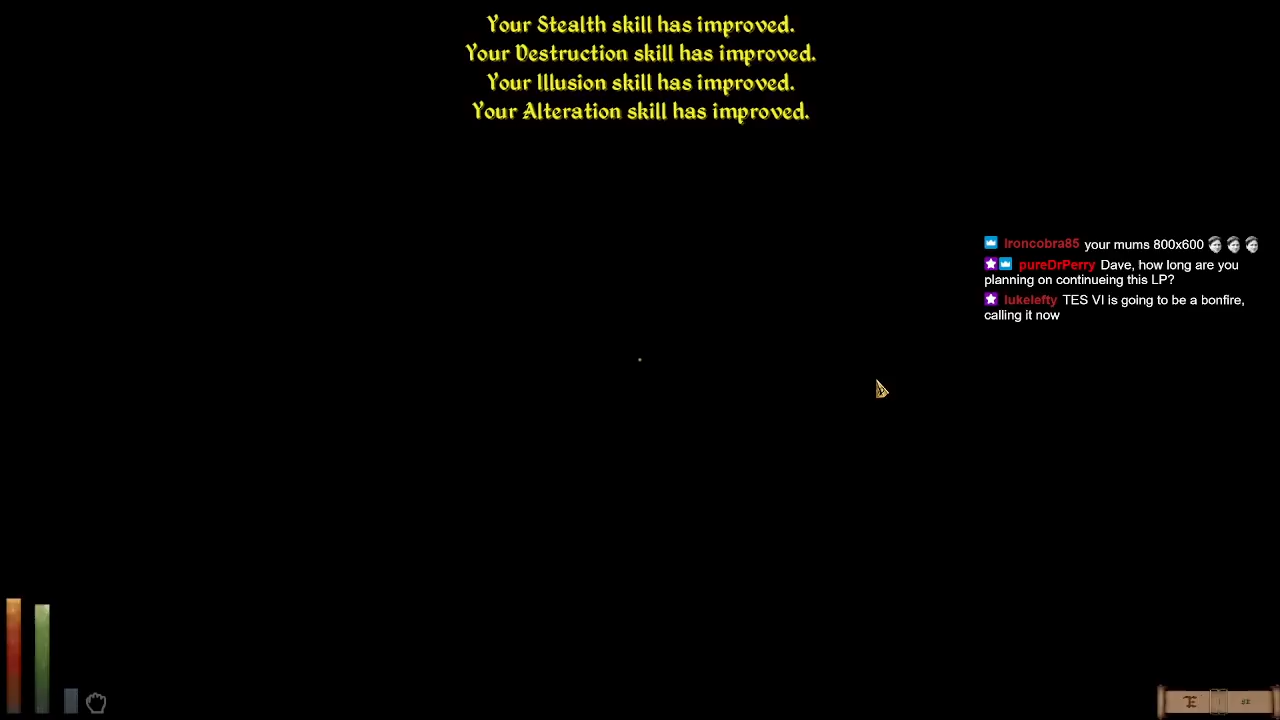 Your Stealth skill has improved.
Your Destruction skill has improved.
Your Illusion skill has improved.
Your Alteration skill has improved.
Ironcobra85 your mums 800x600
pureDrPerry Dave, how long are you
planning on continueing this LP?
lukelefty TES VI is going to be a bonfire,
calling it now
E
SE